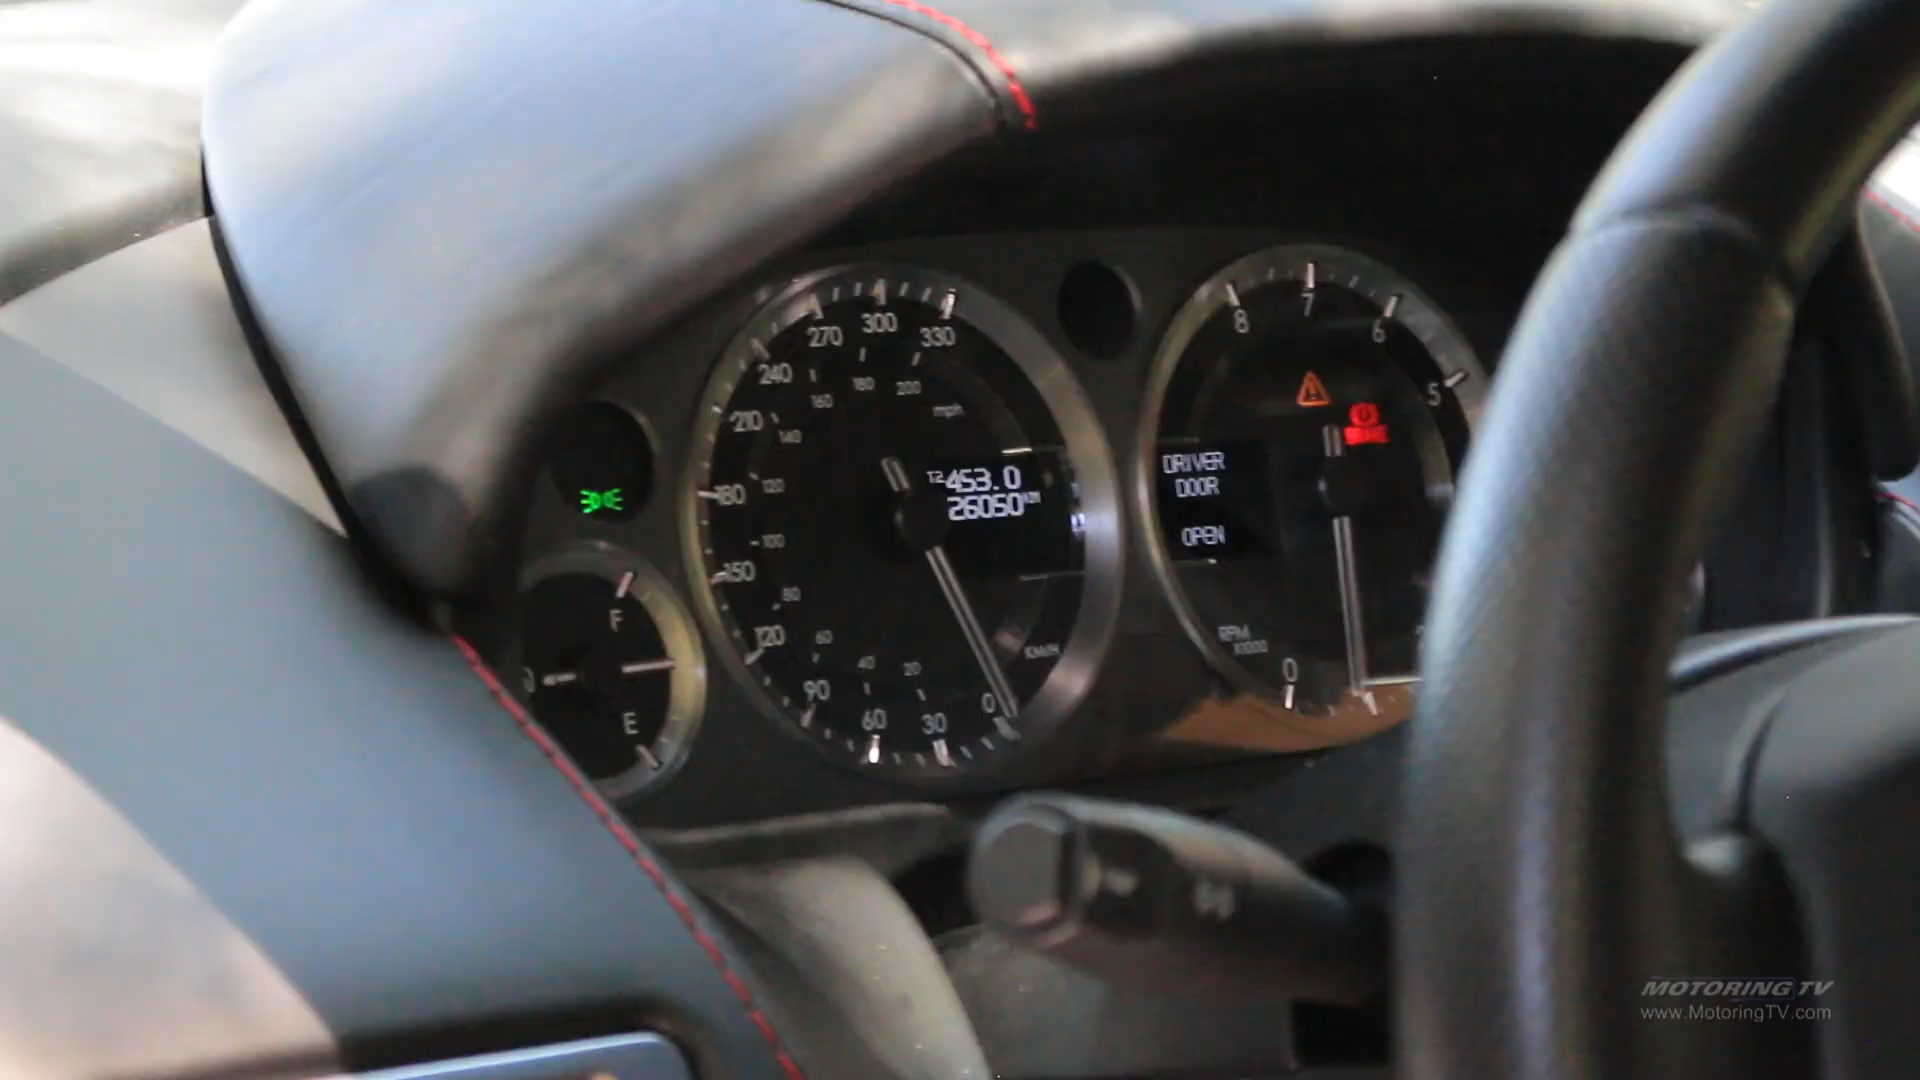 270 300 330
240
210
180
150
120
90 60 30 0
160 180 200 mph
140
120
100
80
60 40 20
KM/H
T2 453.0
26050 KM
F
E
8 7 6 5
DRIVER
DOOR
OPEN
RPM
X1000
0
MOTORING TV
www.MotoringTV.com